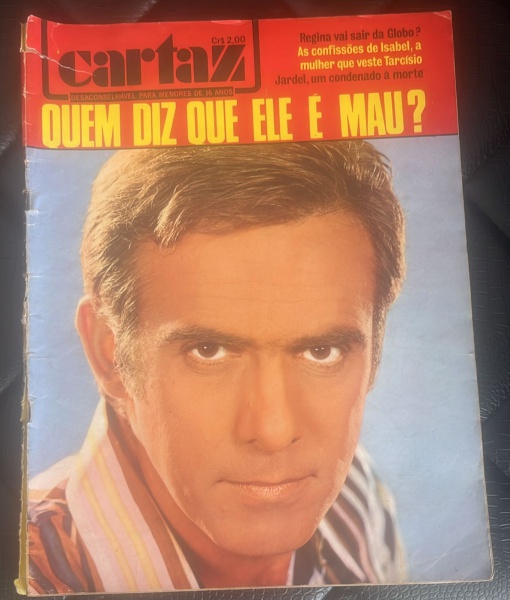 Cr$ 2,00
cartaz
DESACONSELHÁVEL PARA MENORES DE 16 ANOS
Regina vai sair da Globo?
As confissões de Isabel, a
mulher que veste Tarcísio
Jardel, um condenado à morte
QUEM DIZ QUE ELE É MAU?